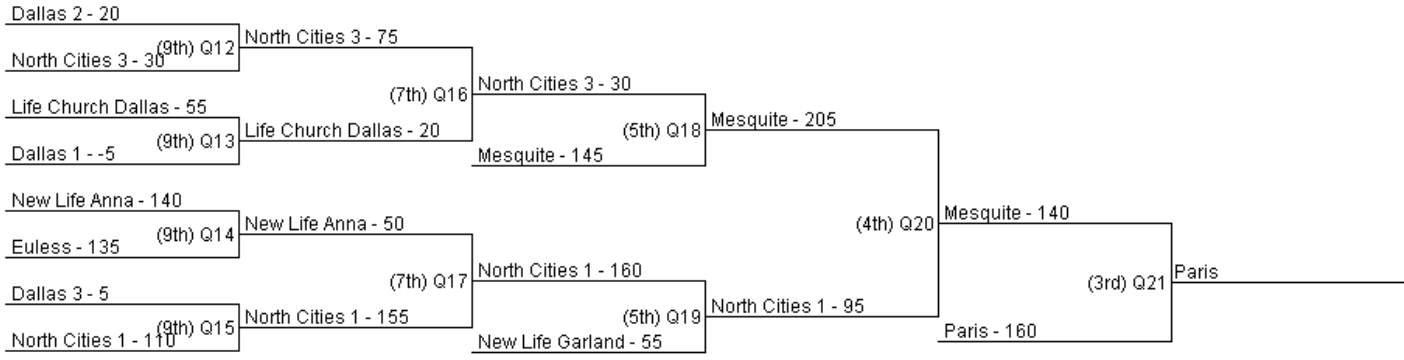 Dallas 2 - 20
North Cities 3 - 75
(9th) Q12
North Cities 3 - 30
North Cities 3 - 30
(7th) Q16
Life Church Dallas - 55
Mesquite - 205
(5th) Q18
Life Church Dallas - 20
(9th) Q13
Dallas 1 - -5
Mesquite - 145
New Life Anna - 140
Mesquite - 140
New Life Anna - 50
(4th) Q20
(9th) Q14
Euless - 135
North Cities 1 - 160
Paris
(7th) Q17
(3rd) Q21
Dallas 3 - 5
North Cities 1 - 95
North Cities 1 - 155
(5th) Q19
(9th) Q15
Paris - 160
North Cities 1 - 110
New Life Garland - 55